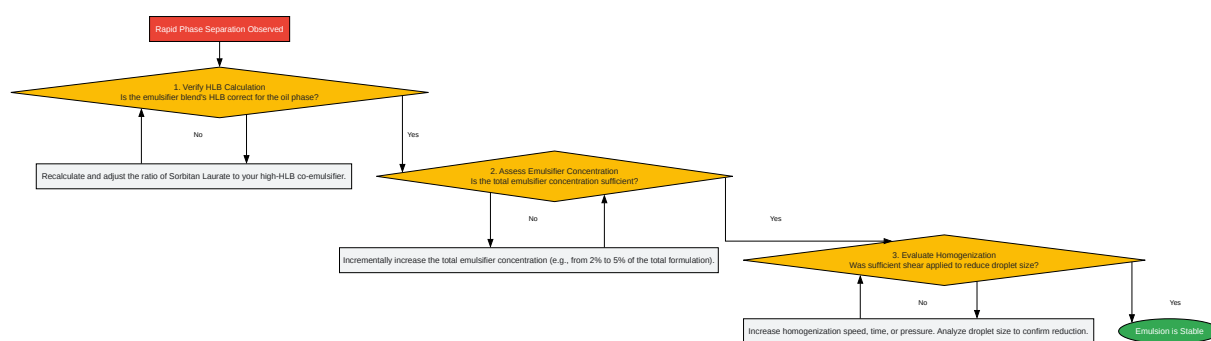 Rapid Phase Separation Observed
1. Verify HLB Calculation
Is the emulsifier blend's HLB correct for the oil phase?
No
Yes
Recalculate and adjust the ratio of Sorbitan Laurate to your high-HLB co-emulsifier.
2. Assess Emulsifier Concentration
Is the total emulsifier concentration sufficient?
No
Yes
Incrementally increase the total emulsifier concentration (e.g., from 2% to 5% of the total formulation).
3. Evaluate Homogenization
Was sufficient shear applied to reduce droplet size?
No
Yes
Increase homogenization speed, time, or pressure. Analyze droplet size to confirm reduction.
Emulsion is Stable